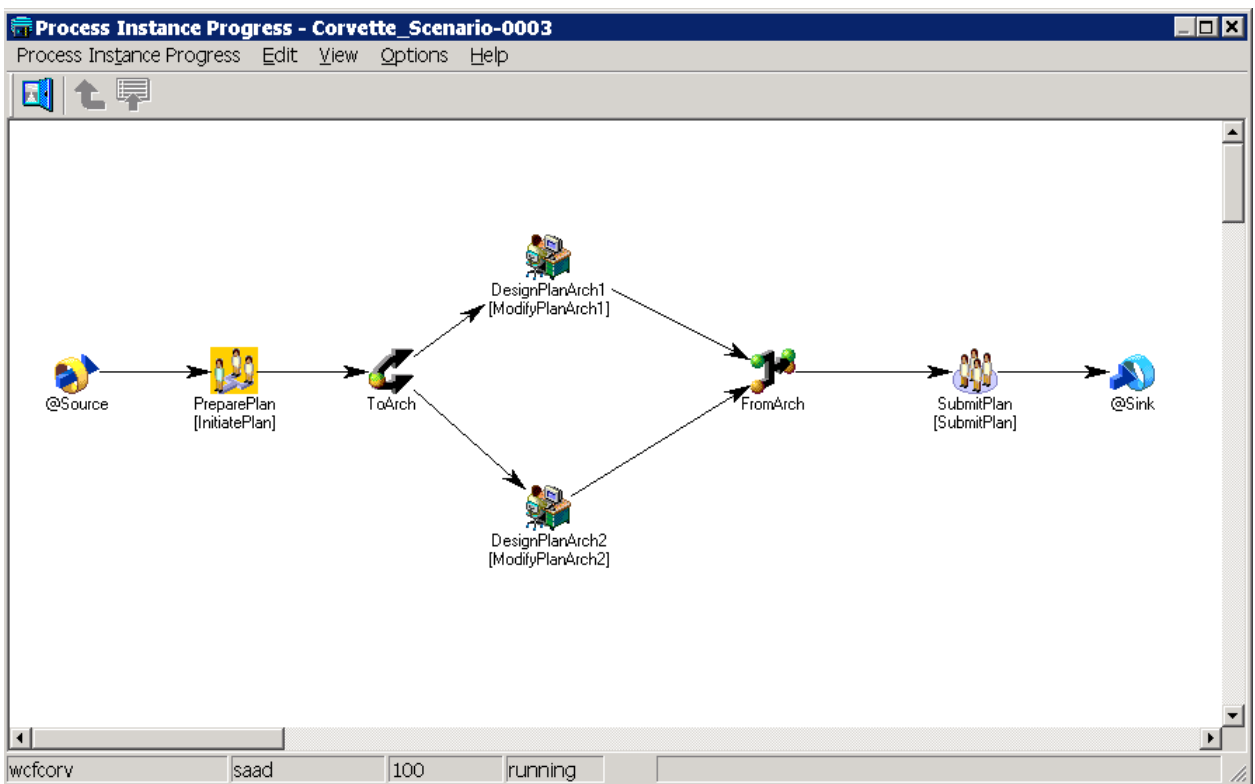 Process Instance Progress - Corvette_Scenario-0003
Process Instance Progress Edit View Options Help
DesignPlanArch1
[ModifyPlanArch1]
@Source
PreparePlan
[InitiatePlan]
ToArch
FromArch
SubmitPlan
[SubmitPlan]
@Sink
DesignPlanArch2
[ModifyPlanArch2]
wcfcorv saad 100 running